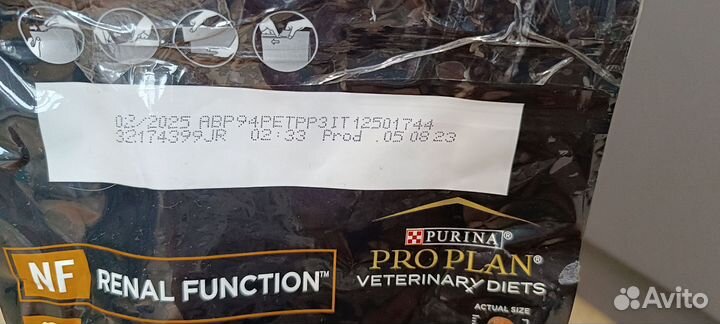 02/2025 ABP94PETPP3IT12501744
32174399JR 02:33 Prod .05 08 23
PURINA®
PRO PLAN®
VETERINARY DIETS
NF RENAL FUNCTION™
ACTUAL SIZE
Avito